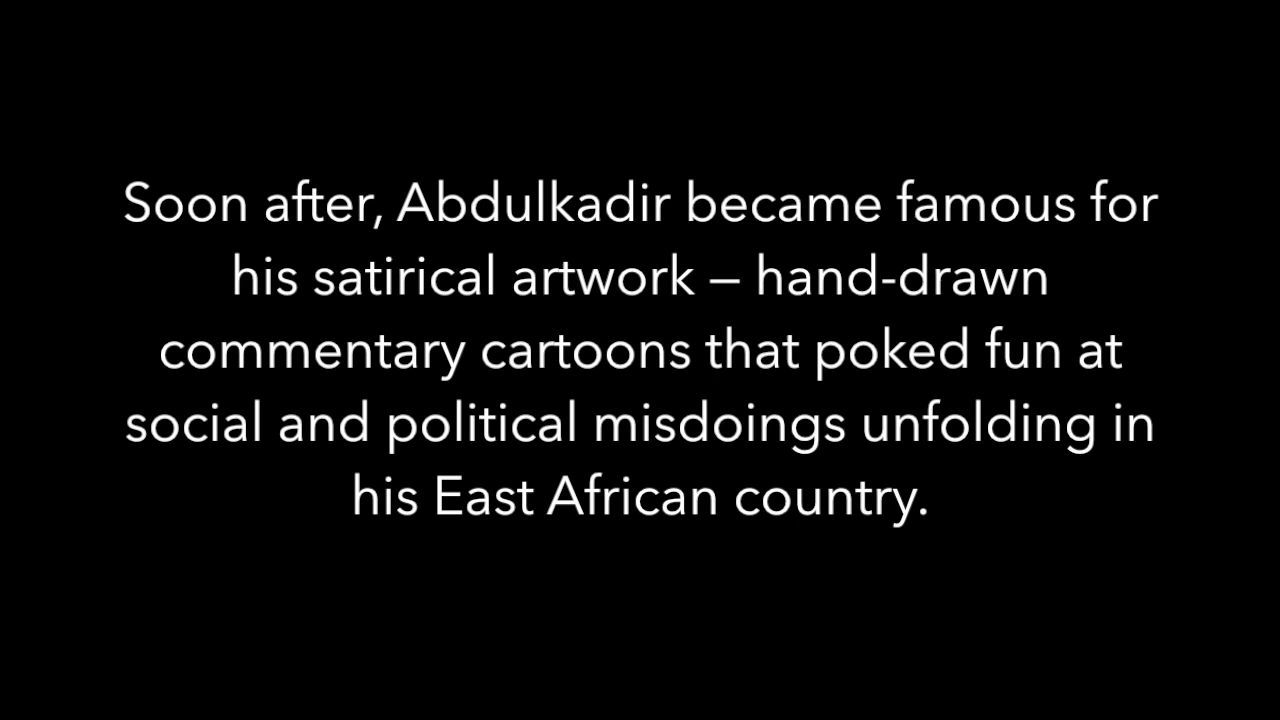 Soon after, Abdulkadir became famous for
his satirical artwork – hand-drawn
commentary cartoons that poked fun at
social and political misdoings unfolding in
his East African country.